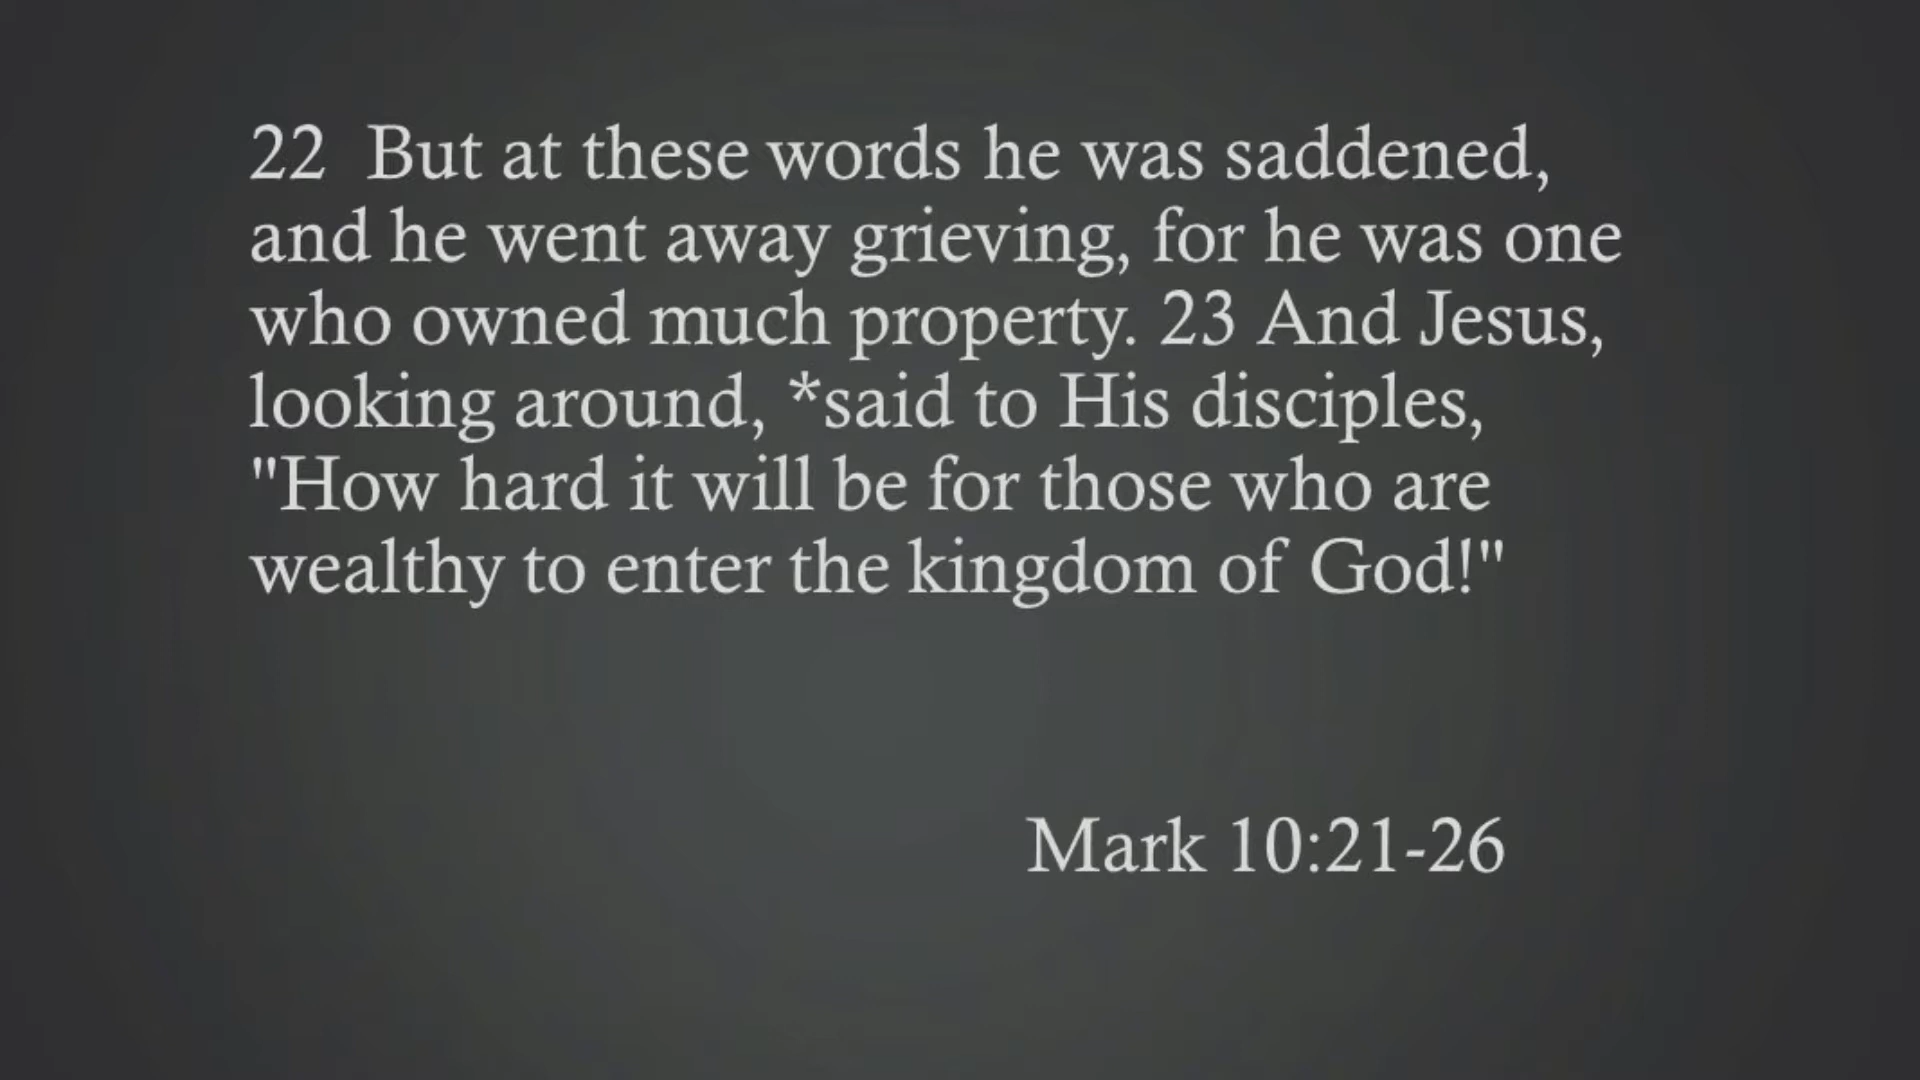 22  But at these words he was saddened,
and he went away grieving, for he was one
who owned much property. 23 And Jesus,
looking around, *said to His disciples,
"How hard it will be for those who are
wealthy to enter the kingdom of God!"
Mark 10:21-26